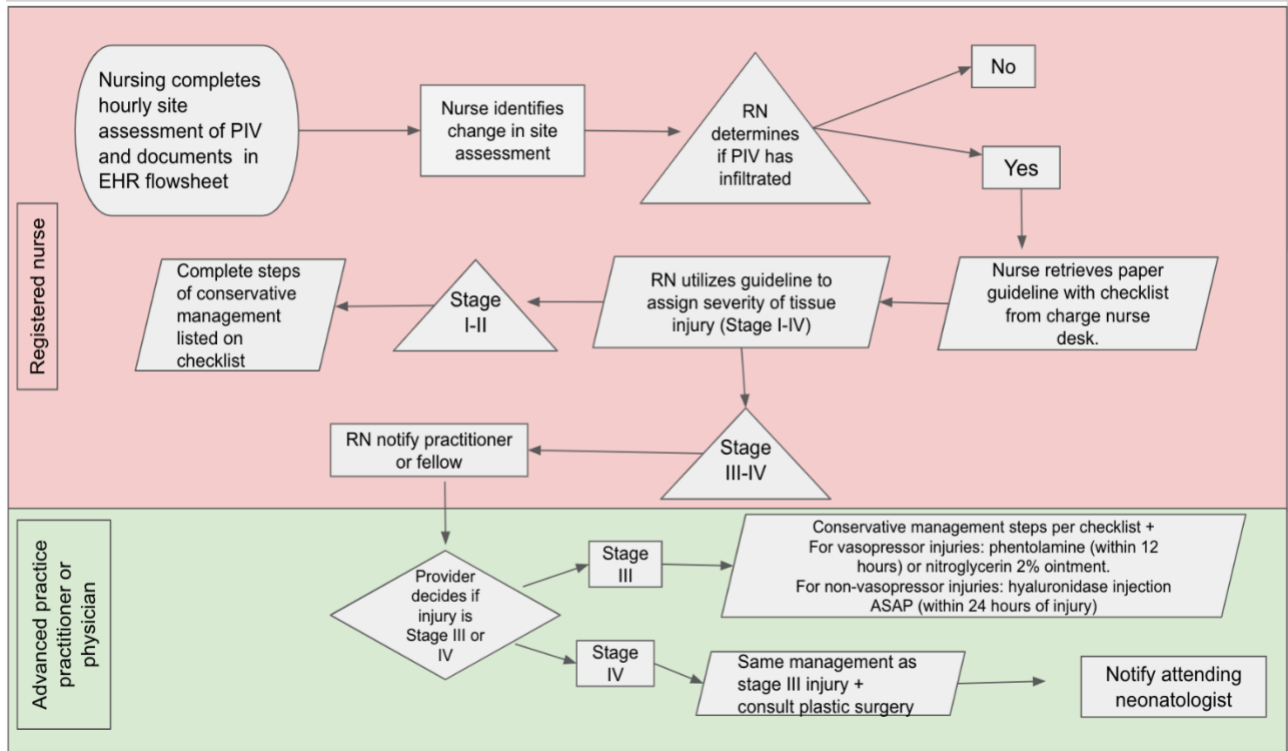 Nursing completes
hourly site
assessment of PIV
and documents in
EHR flowsheet
Nurse identifies
change in site
assessment
RN
determines
if PIV has
infiltrated
No
Yes
Registered nurse
Nurse retrieves paper
guideline with checklist
from charge nurse
desk.
RN utilizes guideline to
assign severity of tissue
injury (Stage I-IV)
Stage
I-II
Complete steps
of conservative
management
listed on
checklist
Stage
III-IV
RN notify practitioner
or fellow
Advanced practice
practitioner or
physician
Provider
decides if
injury is
Stage III or
IV
Stage
III
Conservative management steps per checklist +
For vasopressor injuries: phentolamine (within 12
hours) or nitroglycerin 2% ointment.
For non-vasopressor injuries: hyaluronidase injection
ASAP (within 24 hours of injury)
Stage
IV
Same management as
stage III injury +
consult plastic surgery
Notify attending
neonatologist